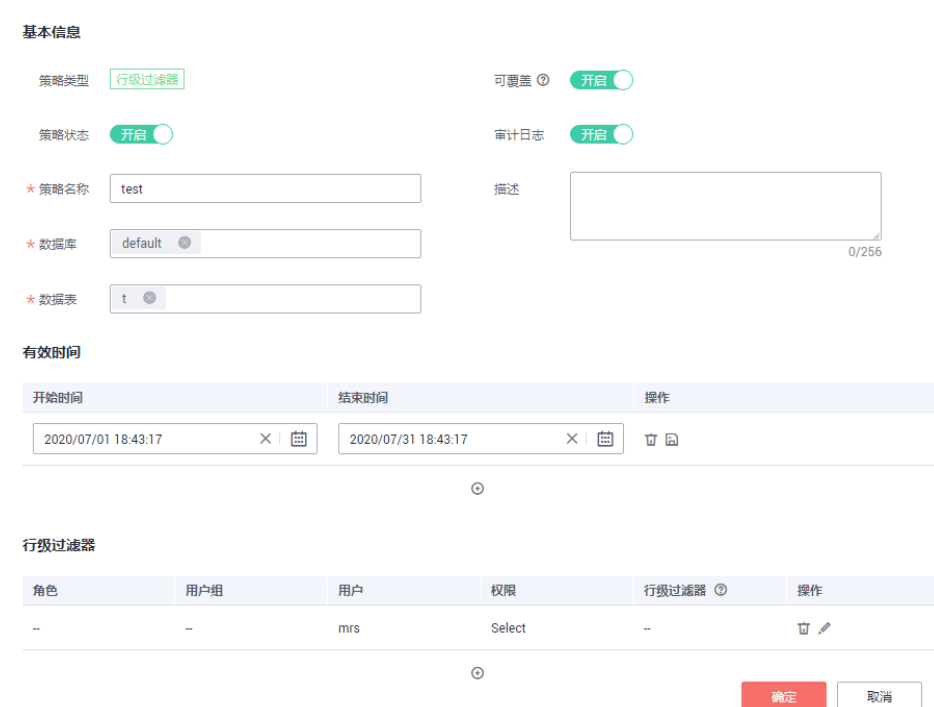 基本信息
策略类型 行级过滤器 可覆盖 开启
策略状态 开启 审计日志 开启
* 策略名称 test 描述
* 数据库 default
0/256
* 数据表 t
有效时间
开始时间 结束时间 操作
2020/07/01 18:43:17 2020/07/31 18:43:17
行级过滤器
角色 用户组 用户 权限 行级过滤器 操作
-- -- mrs Select --
确定 取消